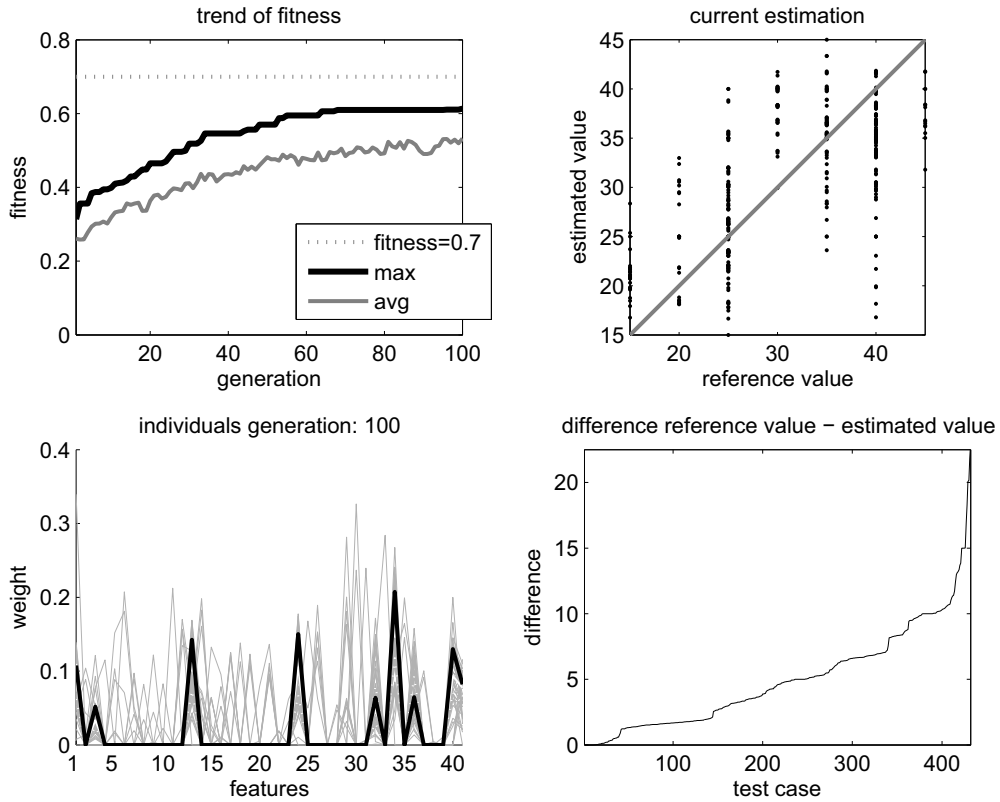 trend of fitness
0.8
0.6
0.4
0.2
0
fitness
20 40 60 80 100
generation
fitness=0.7
max
avg
current estimation
45
40
35
30
25
20
15
estimated value
20 30 40
reference value
individuals generation: 100
0.4
0.3
0.2
0.1
0
weight
1 5 10 15 20 25 30 35 40
features
difference reference value − estimated value
20
15
10
5
0
difference
100 200 300 400
test case